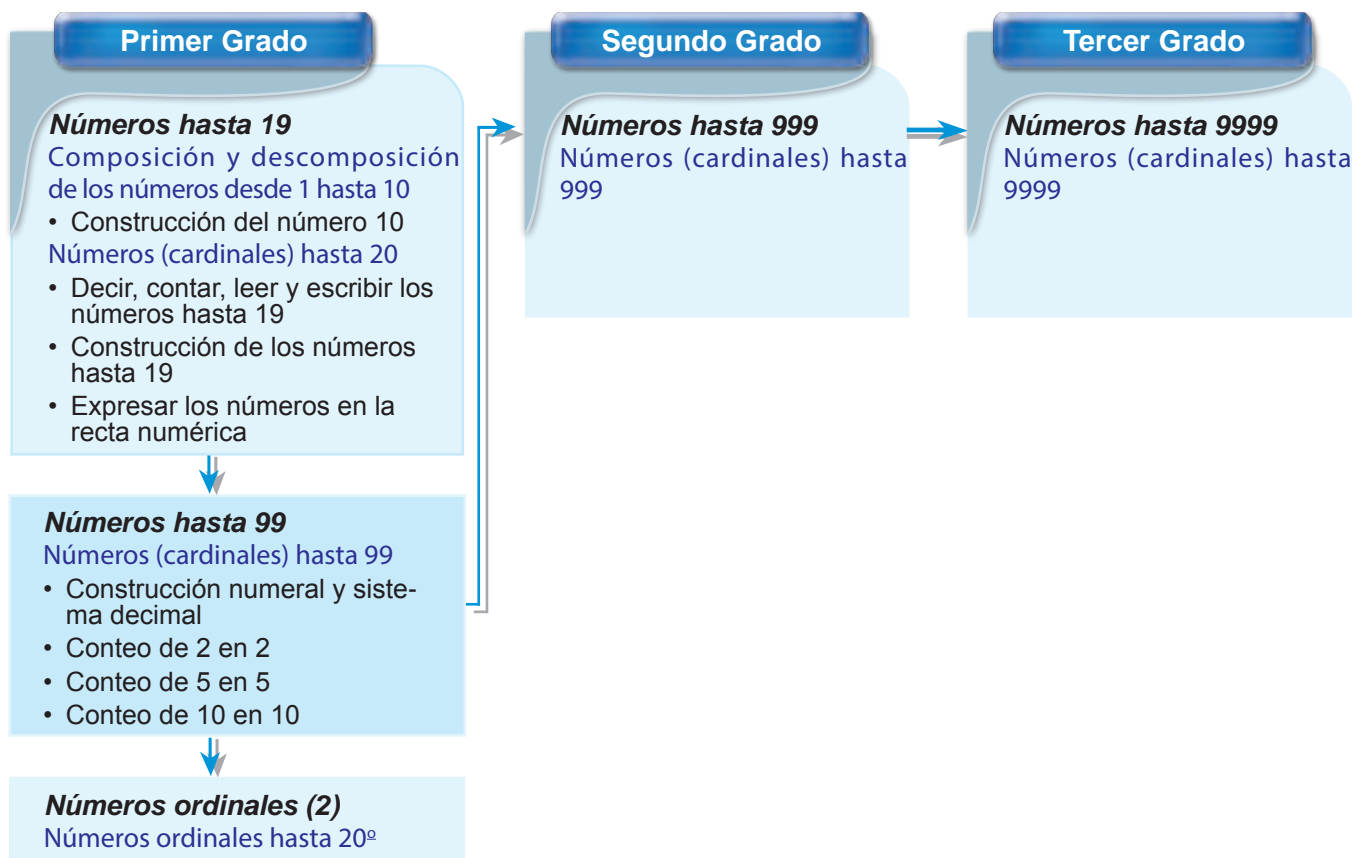 Primer Grado
Números hasta 19
Composición y descomposición
de los números desde 1 hasta 10
• Construcción del número 10
Números (cardinales) hasta 20
• Decir, contar, leer y escribir los
números hasta 19
• Construcción de los números
hasta 19
• Expresar los números en la
recta numérica
Números hasta 99
Números (cardinales) hasta 99
• Construcción numeral y siste-
ma decimal
• Conteo de 2 en 2
• Conteo de 5 en 5
• Conteo de 10 en 10
Números ordinales (2)
Números ordinales hasta 20º
Segundo Grado
Números hasta 999
Números (cardinales) hasta
999
Tercer Grado
Números hasta 9999
Números (cardinales) hasta
9999